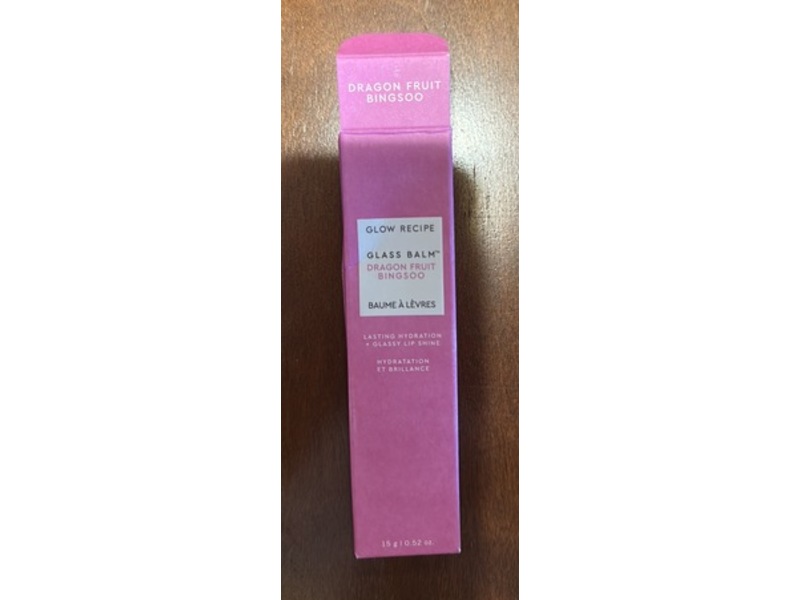 DRAGON FRUIT
BINGSOO
GLOW RECIPE
GLASS BALM™
DRAGON FRUIT
BINGSOO
BAUME À LÈVRES
LASTING HYDRATION
+ GLASSY LIP SHINE
HYDRATATION
ET BRILLANCE
15 g | 0.52 oz.